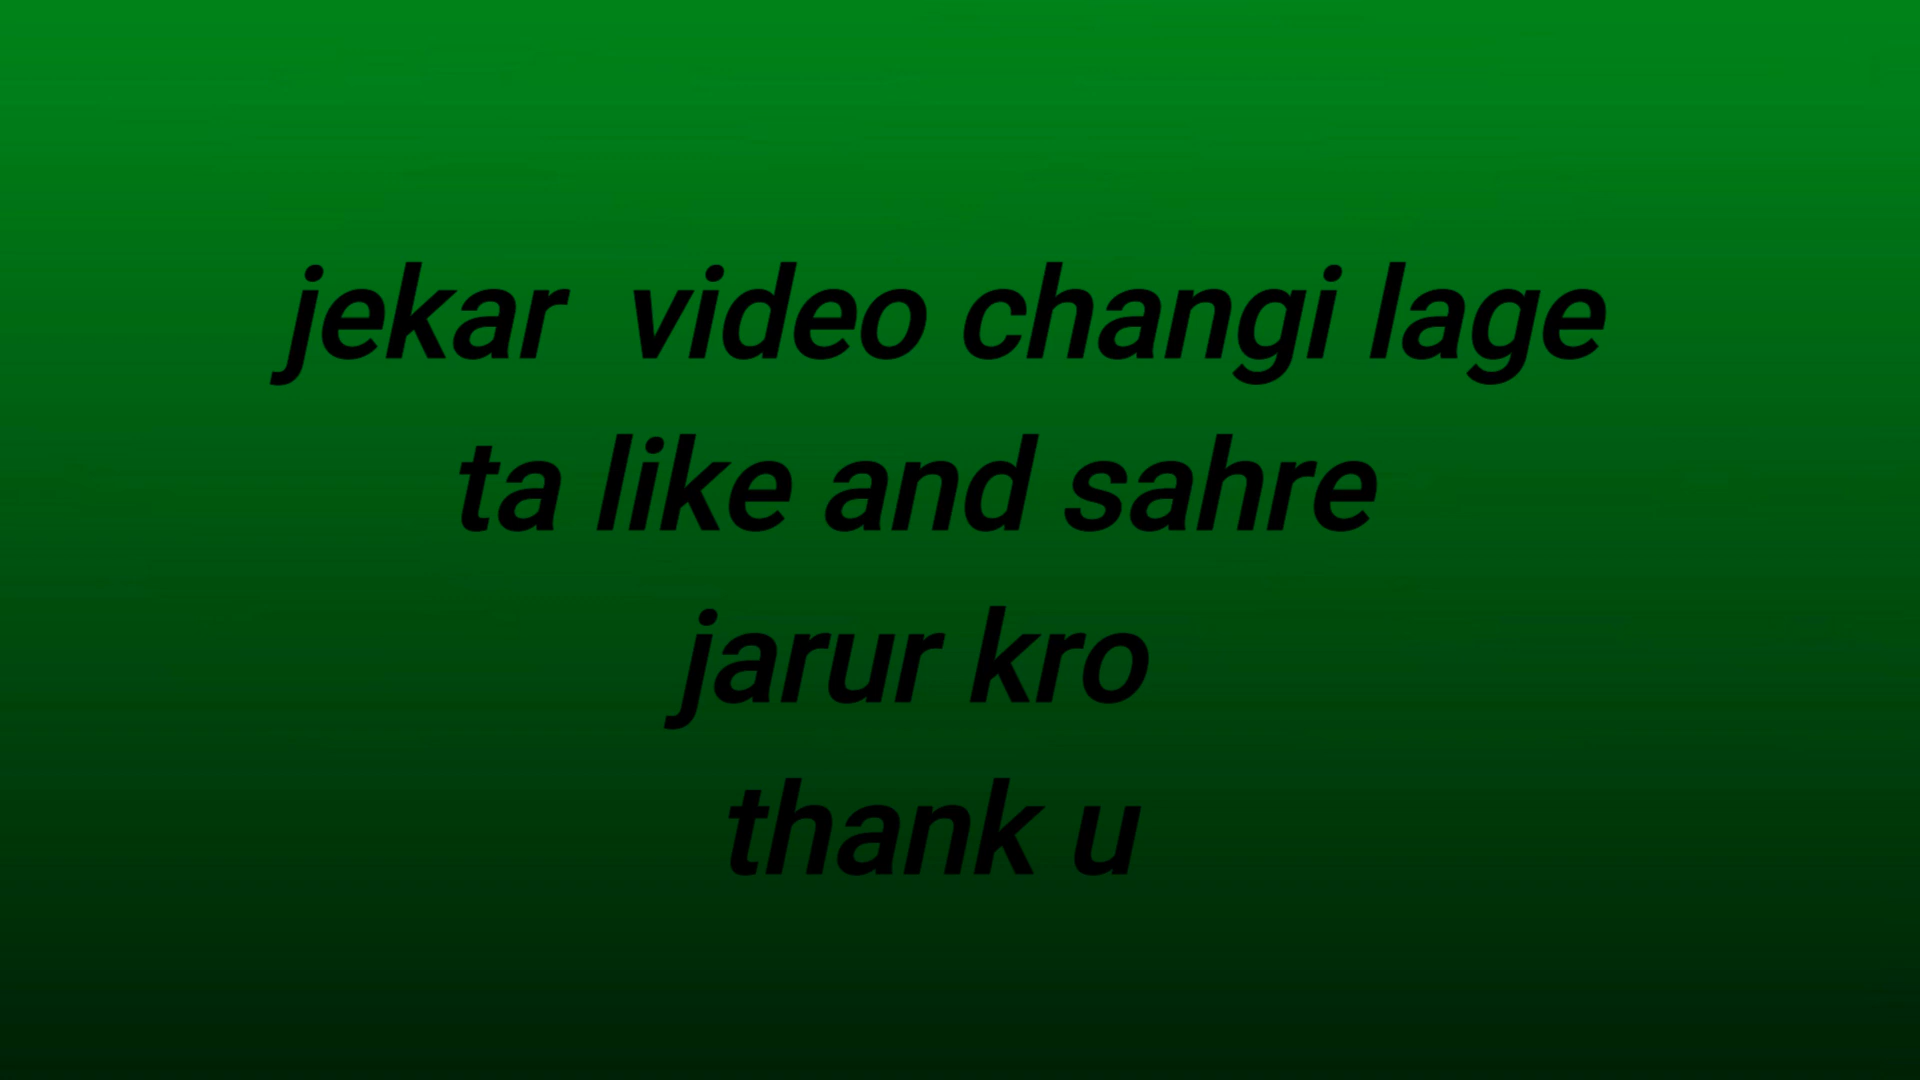 jekar  video changi lage
ta like and sahre
jarur kro
thank u